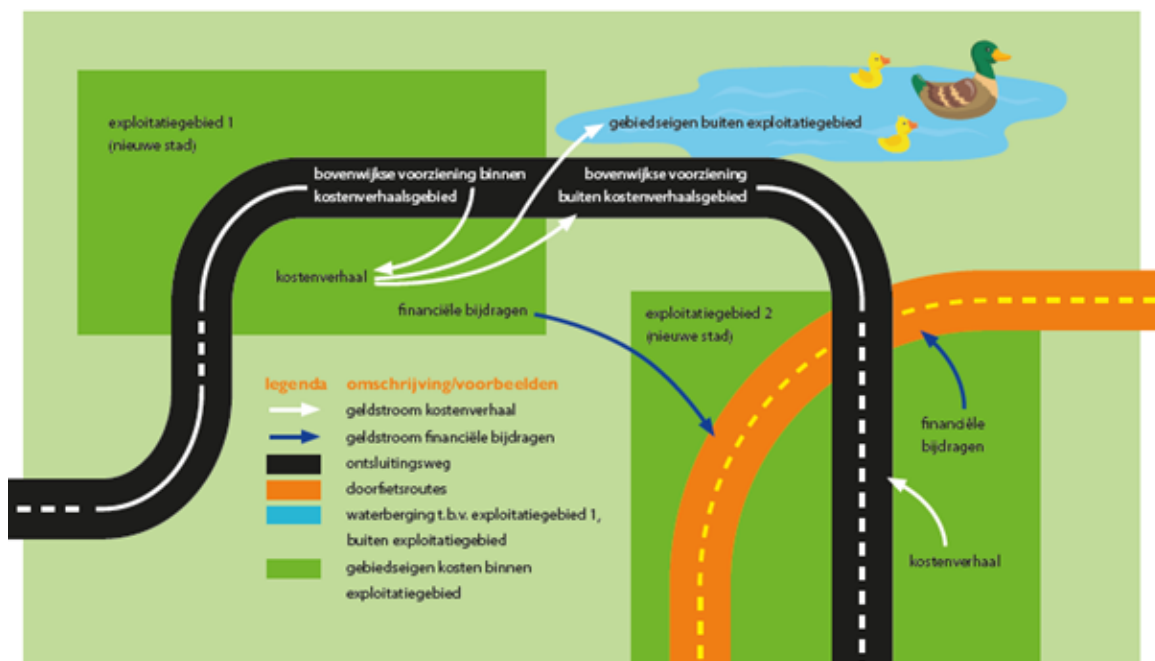 exploitatiegebied 1
(nieuwe stad)
gebiedseigen buiten exploitatiegebied
bovenwijkse voorziening binnen
kostenverhaalsgebied
bovenwijkse voorziening
buiten kostenverhaalsgebied
kostenverhaal
financiële bijdragen
exploitatiegebied 2
(nieuwe stad)
legenda omschrijving/voorbeelden
geldstroom kostenverhaal
geldstroom financiële bijdragen
ontsluitingsweg
doorfietsroutes
waterberging t.b.v. exploitatiegebied 1,
buiten exploitatiegebied
gebiedseigen kosten binnen
exploitatiegebied
financiële
bijdragen
kostenverhaal